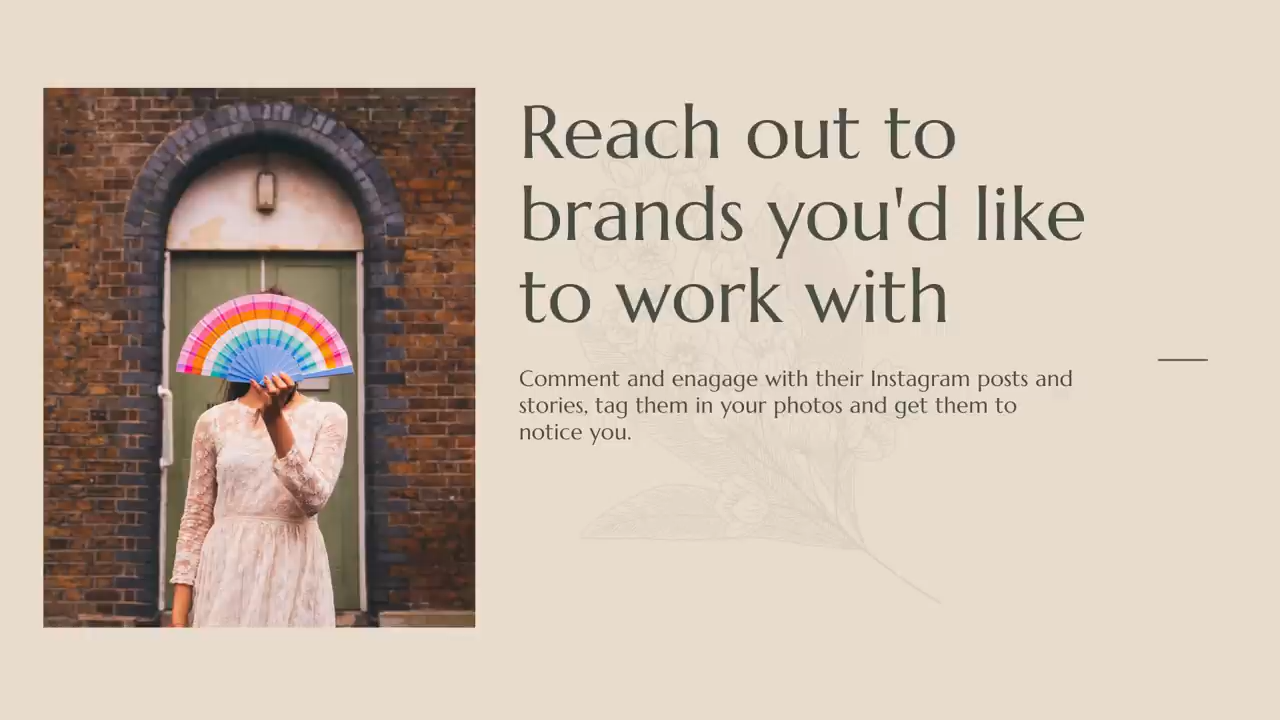 Reach out to
brands you'd like
to work with
Comment and enagage with their Instagram posts and
stories, tag them in your photos and get them to
notice you.